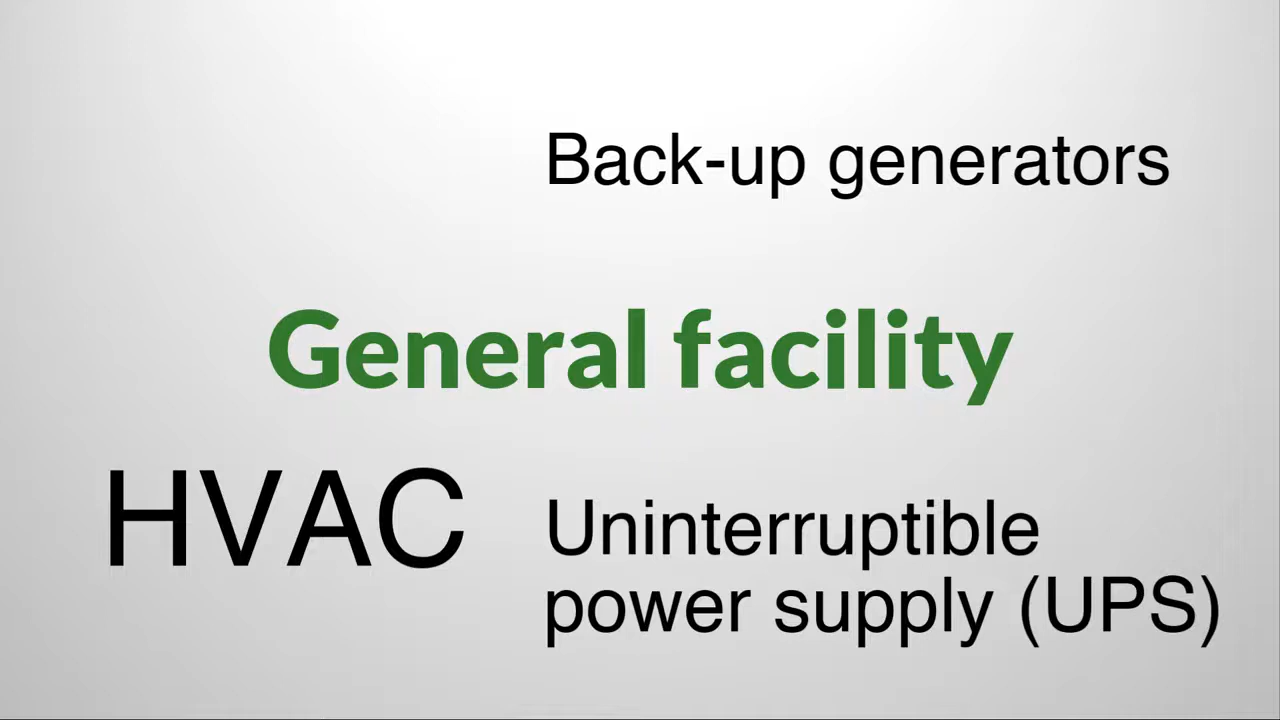 Back-up generators
General facility
HVAC
Uninterruptible
power supply (UPS)